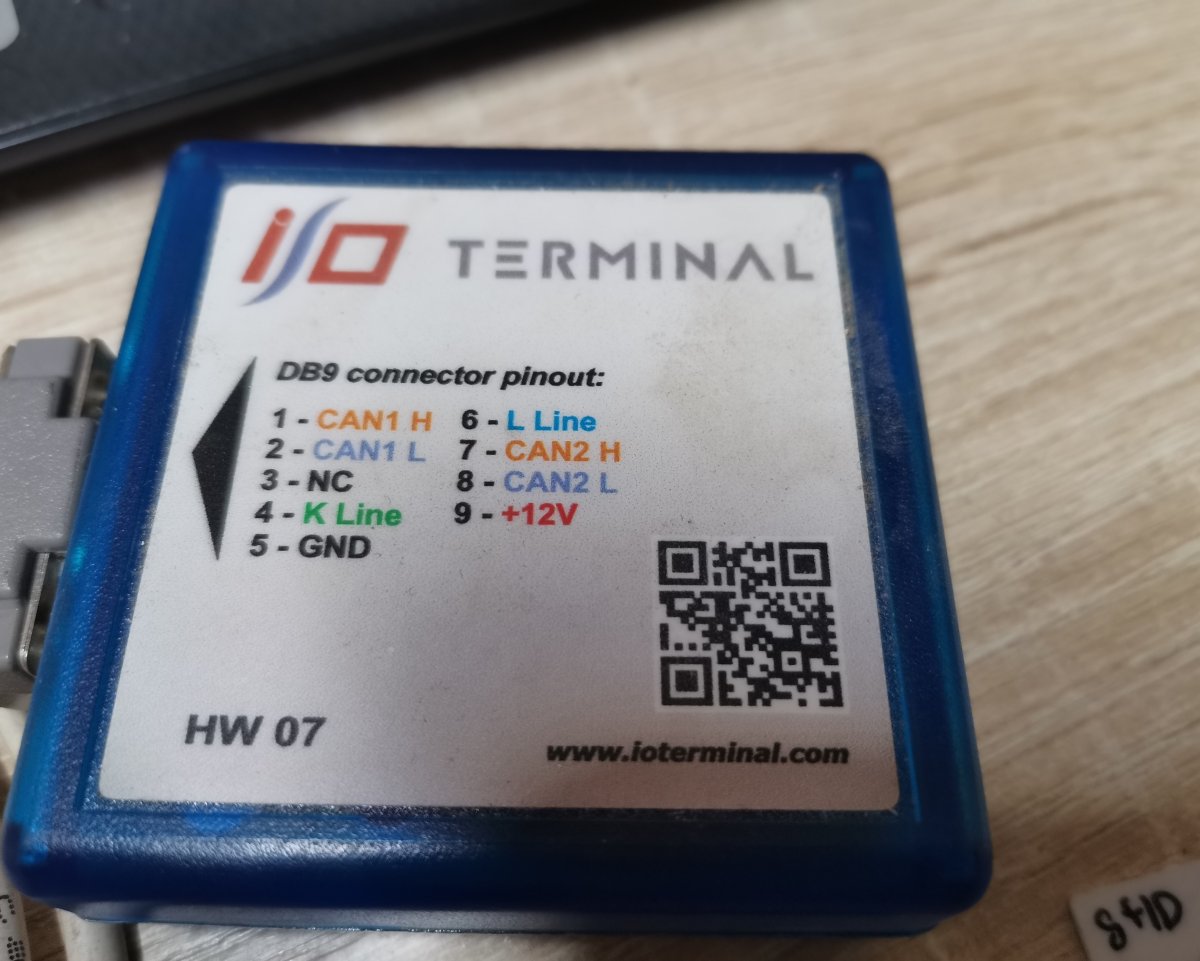 i/o TERMINAL
DB9 connector pinout:
1 - CAN1 H 6 - L Line
2 - CAN1 L 7 - CAN2 H
3 - NC 8 - CAN2 L
4 - K Line 9 - +12V
5 - GND
HW 07
www.ioterminal.com